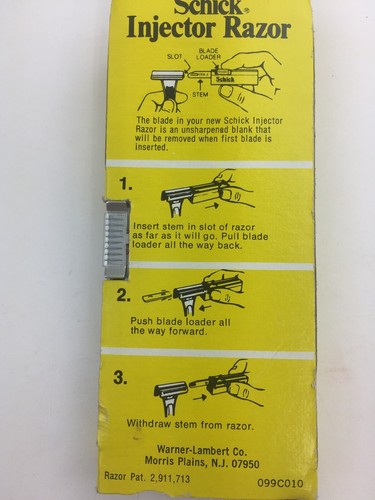 Schick®
Injector Razor
BLADE
LOADER
SLOT
Schick
STEM
The blade in your new Schick Injector
Razor is an unsharpened blank that
will be removed when first blade is
inserted.
1.
Insert stem in slot of razor
as far as it will go. Pull blade
loader all the way back.
2.
Push blade loader all
the way forward.
3.
Withdraw stem from razor.
Warner-Lambert Co.
Morris Plains, N.J. 07950
Razor Pat. 2,911,713
099C010